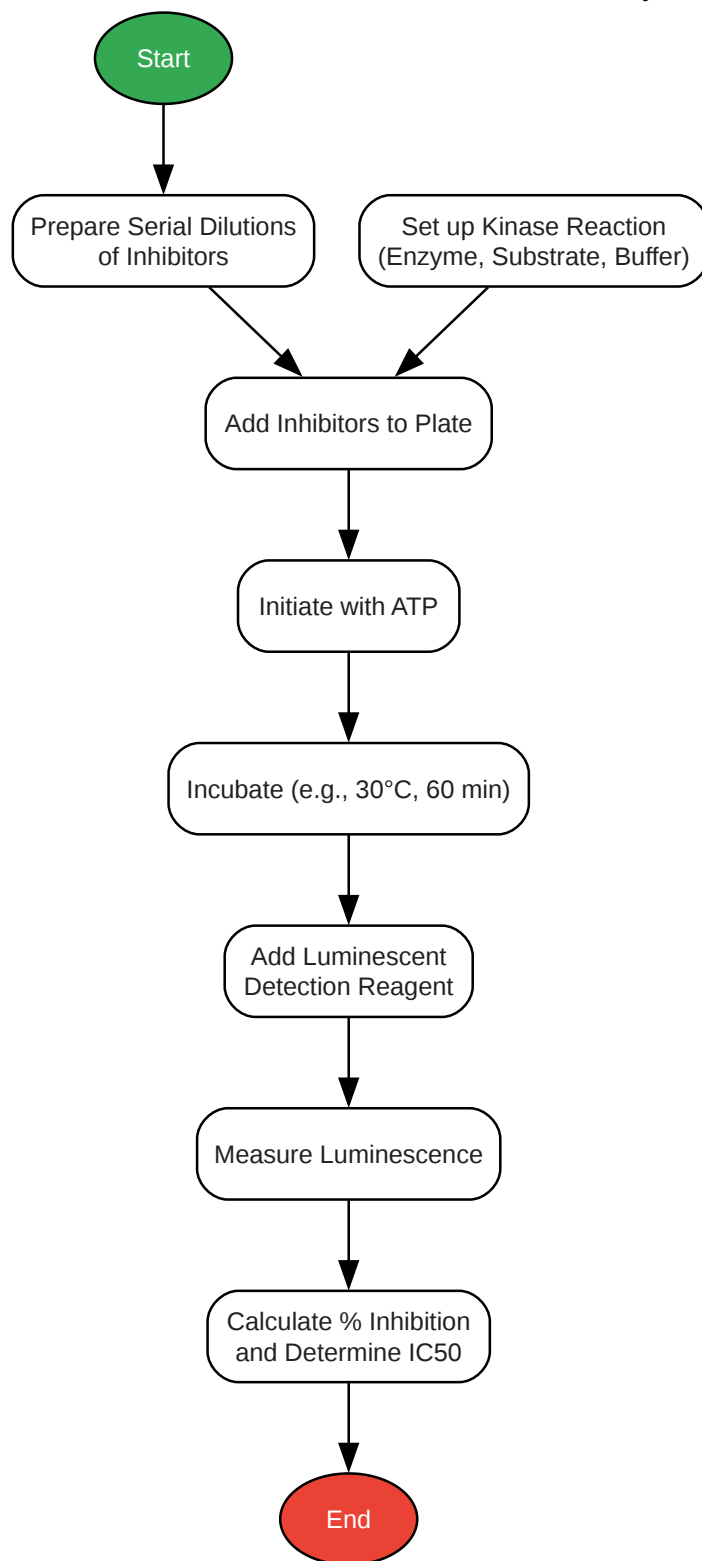 Start
Prepare Serial Dilutions
of Inhibitors
Set up Kinase Reaction
(Enzyme, Substrate, Buffer)
Add Inhibitors to Plate
Initiate with ATP
Incubate (e.g., 30°C, 60 min)
Add Luminescent
Detection Reagent
Measure Luminescence
Calculate % Inhibition
and Determine IC50
End